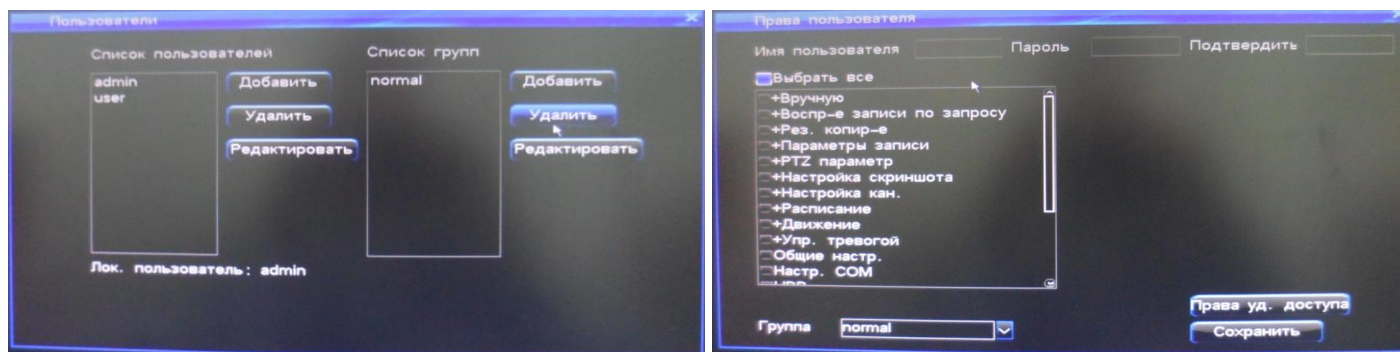 Пользователи
Список пользователей
Список групп
admin
user
Добавить
Удалить
Редактировать
normal
Добавить
Удалить
Редактировать
Лок. пользователь: admin
Права пользователя
Имя пользователя
Пароль
Подтвердить
Выбрать все
+Вручную
+Воспр-е записи по запросу
+Рез. копир-е
+Параметры записи
+PTZ параметр
+Настройка скриншота
+Настройка кан.
+Расписание
+Движение
+Упр. тревогой
Общие настр.
Настр. COM
Права уд. доступа
Группа
normal
Сохранить